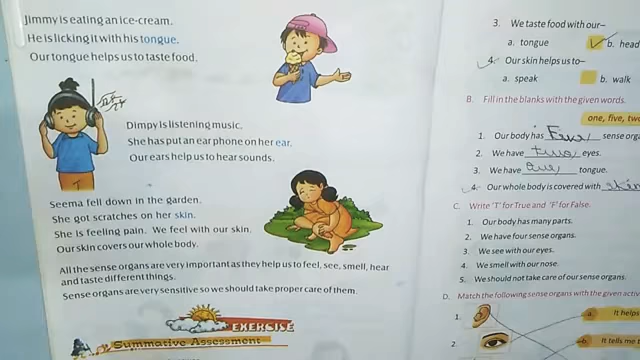 Jimmy is eating an ice-cream.
He is licking it with his tongue.
Our tongue helps us to taste food.
Dimpy is listening music.
She has put an ear phone on her ear.
Our ears help us to hear sounds.
Seema fell down in the garden.
She got scratches on her skin.
She is feeling pain. We feel with our skin.
Our skin covers our whole body.
All the sense organs are very important as they help us to feel, see, smell, hear
and taste different things.
Sense organs are very sensitive so we should take proper care of them.
EXERCISE
Summative Assessment
3. We taste food with our–
a. tongue b. head
4. Our skin helps us to–
a. speak b. walk
B. Fill in the blanks with the given words.
one, five, two
1. Our body has Five sense
2. We have two eyes.
3. We have one tongue.
4. Our whole body is covered with skin
C. Write 'T' for True and 'F' for False.
1. Our body has many parts.
2. We have four sense organs.
3. We see with our eyes.
4. We smell with our nose.
5. We should not take care of our sense organs.
D. Match the following sense organs with the given
1. a. It helps
2. b. It tells me